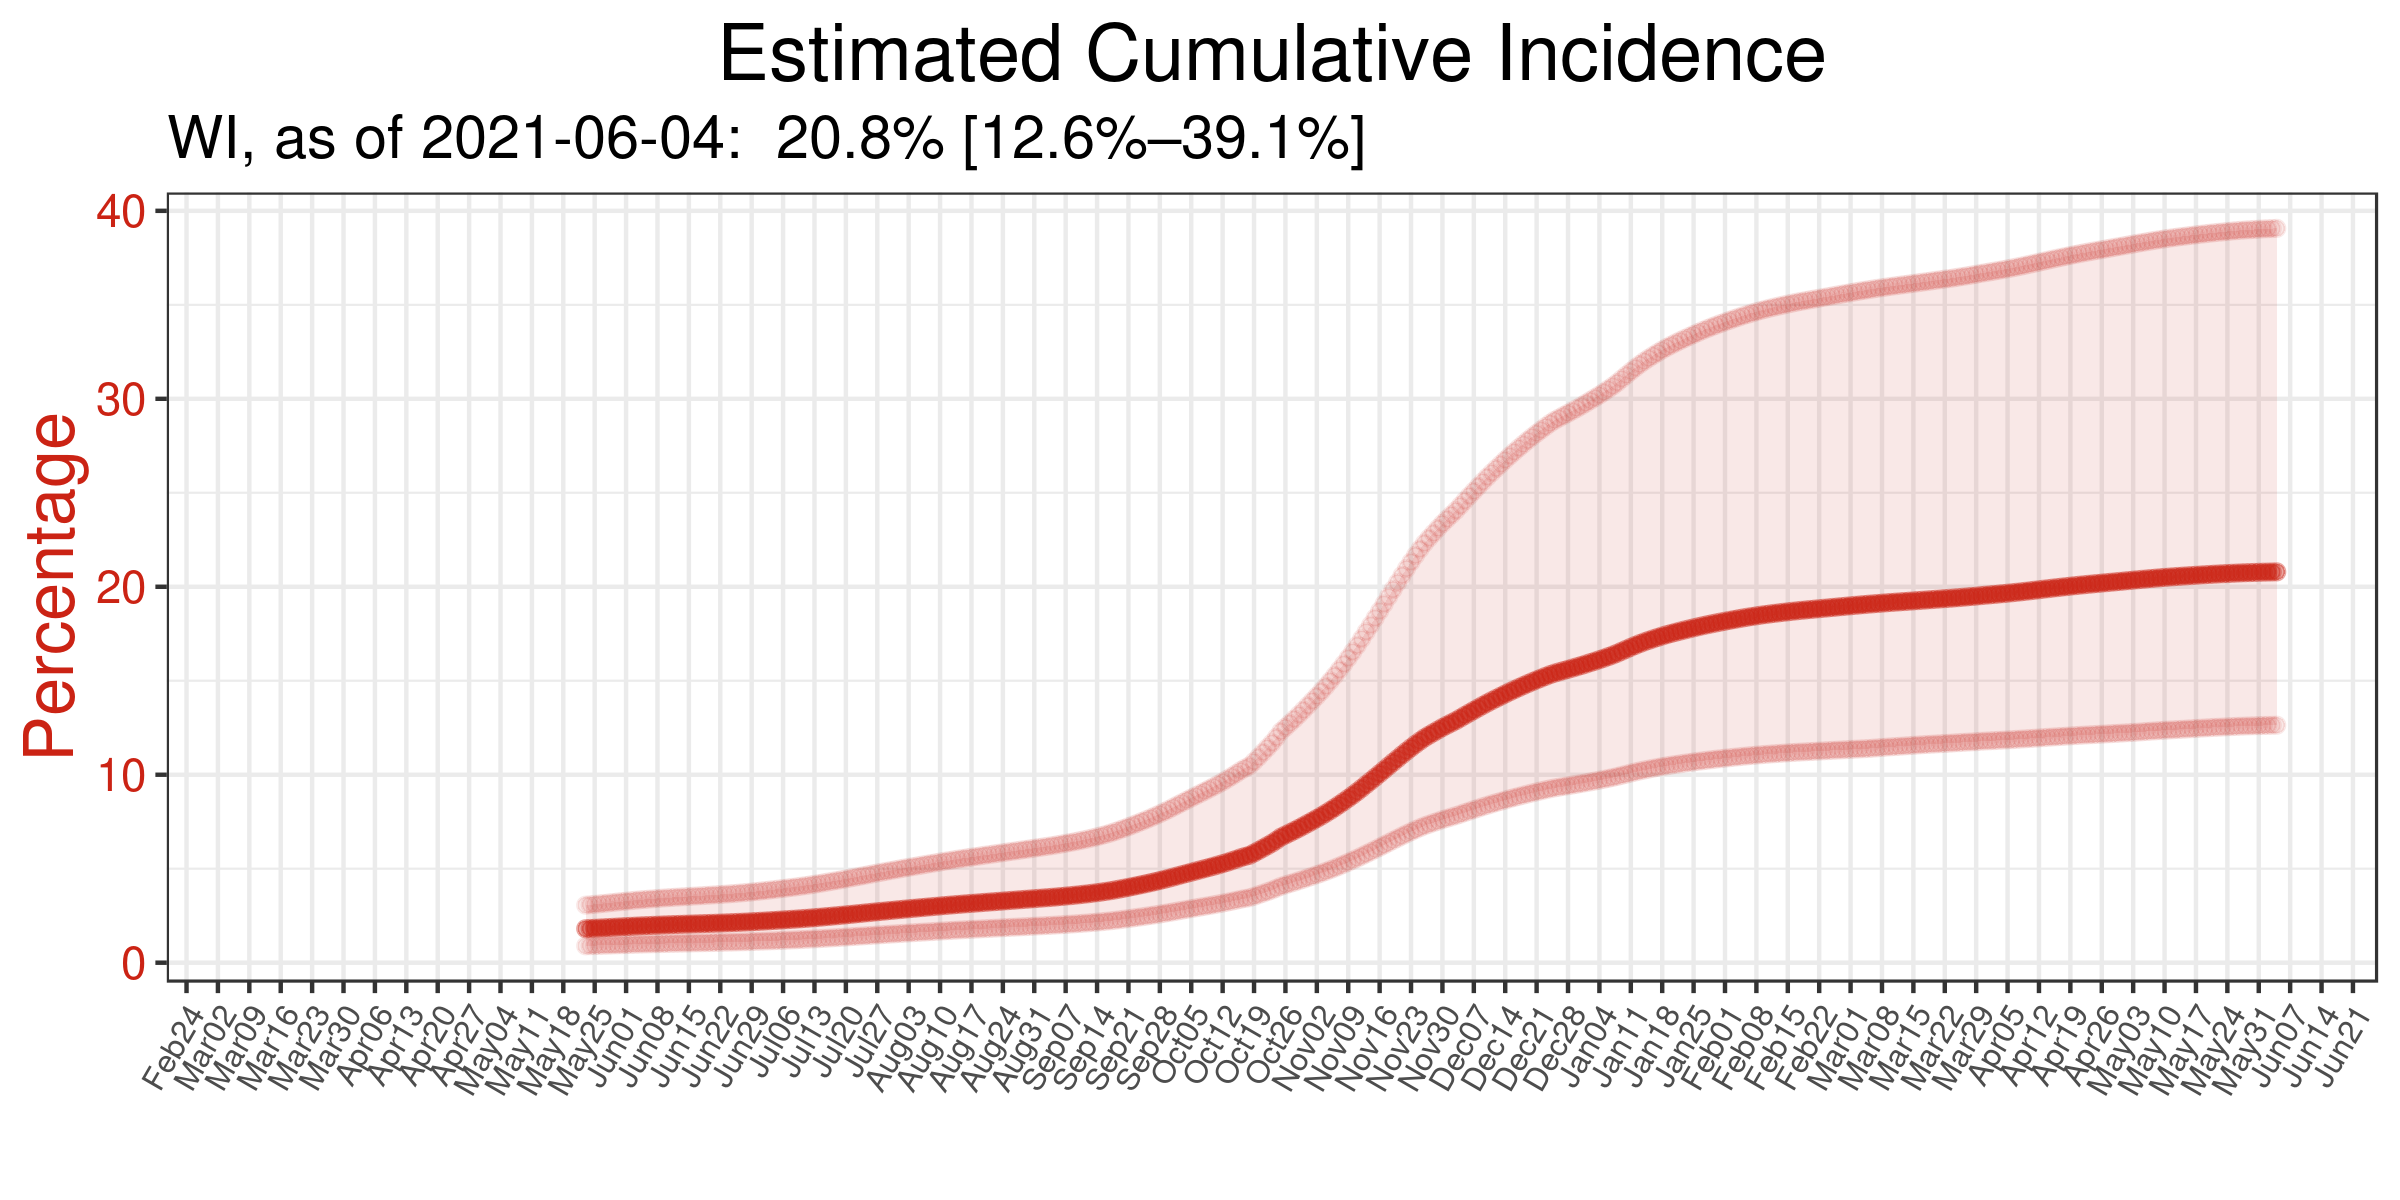 Estimated Cumulative Incidence
WI, as of 2021-06-04:  20.8% [12.6%–39.1%]
Percentage
40
30
20
10
0
Feb24
Mar02
Mar09
Mar16
Mar23
Mar30
Apr06
Apr13
Apr20
Apr27
May04
May11
May18
May25
Jun01
Jun08
Jun15
Jun22
Jun29
Jul06
Jul13
Jul20
Jul27
Aug03
Aug10
Aug17
Aug24
Aug31
Sep07
Sep14
Sep21
Sep28
Oct05
Oct12
Oct19
Oct26
Nov02
Nov09
Nov16
Nov23
Nov30
Dec07
Dec14
Dec21
Dec28
Jan04
Jan11
Jan18
Jan25
Feb01
Feb08
Feb15
Feb22
Mar01
Mar08
Mar15
Mar22
Mar29
Apr05
Apr12
Apr19
Apr26
May03
May10
May17
May24
May31
Jun07
Jun14
Jun21